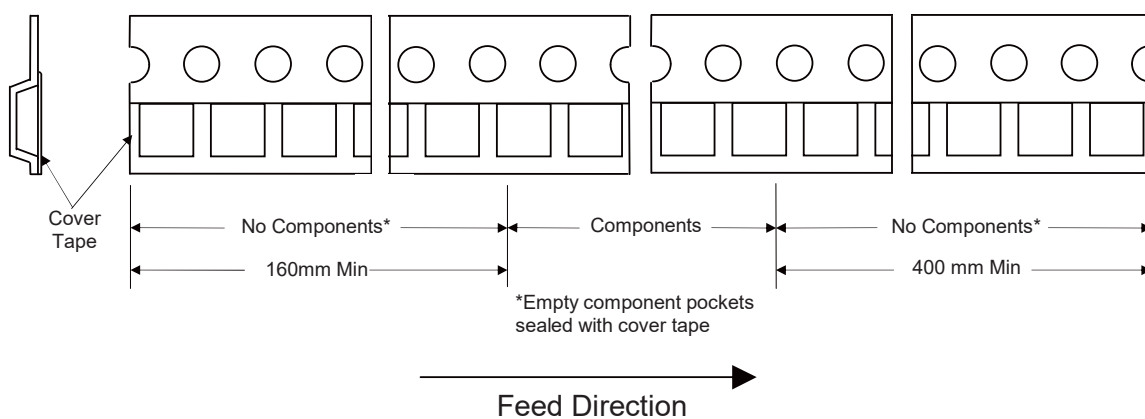 Cover
Tape
No Components*
Components
No Components*
160mm Min
400 mm Min
*Empty component pockets
sealed with cover tape
Feed Direction